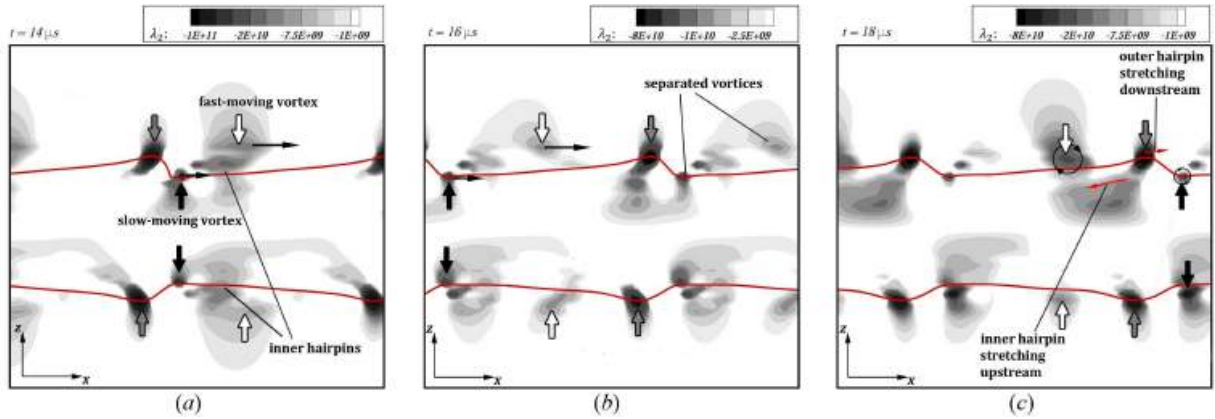 t = 14 μs
λ₂: -1E+11 -2E+10 -7.5E+09 -1E+09
fast-moving vortex
slow-moving vortex
inner hairpins
z
x
(a)
t = 16 μs
λ₂: -8E+10 -1E+10 -2.5E+09
separated vortices
z
x
(b)
t = 18 μs
λ₂: -8E+10 -2E+10 -7.5E+09 -1E+09
outer hairpin
stretching
downstream
inner hairpin
stretching
upstream
z
x
(c)